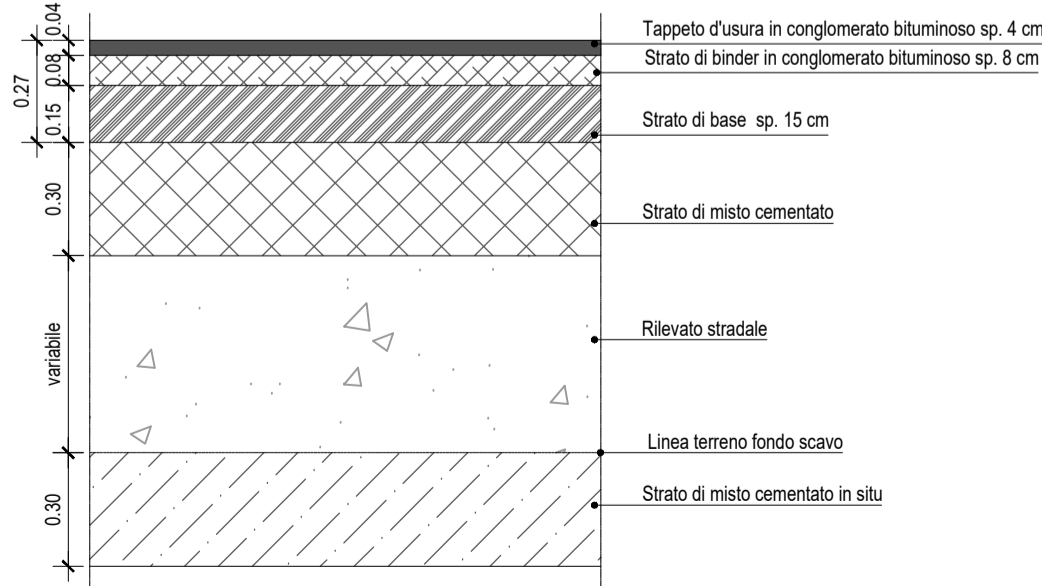 0.04
Tappeto d'usura in conglomerato bituminoso sp. 4 cm
0.08
Strato di binder in conglomerato bituminoso sp. 8 cm
0.27
0.15
Strato di base sp. 15 cm
0.30
Strato di misto cementato
variabile
Rilevato stradale
Linea terreno fondo scavo
0.30
Strato di misto cementato in situ